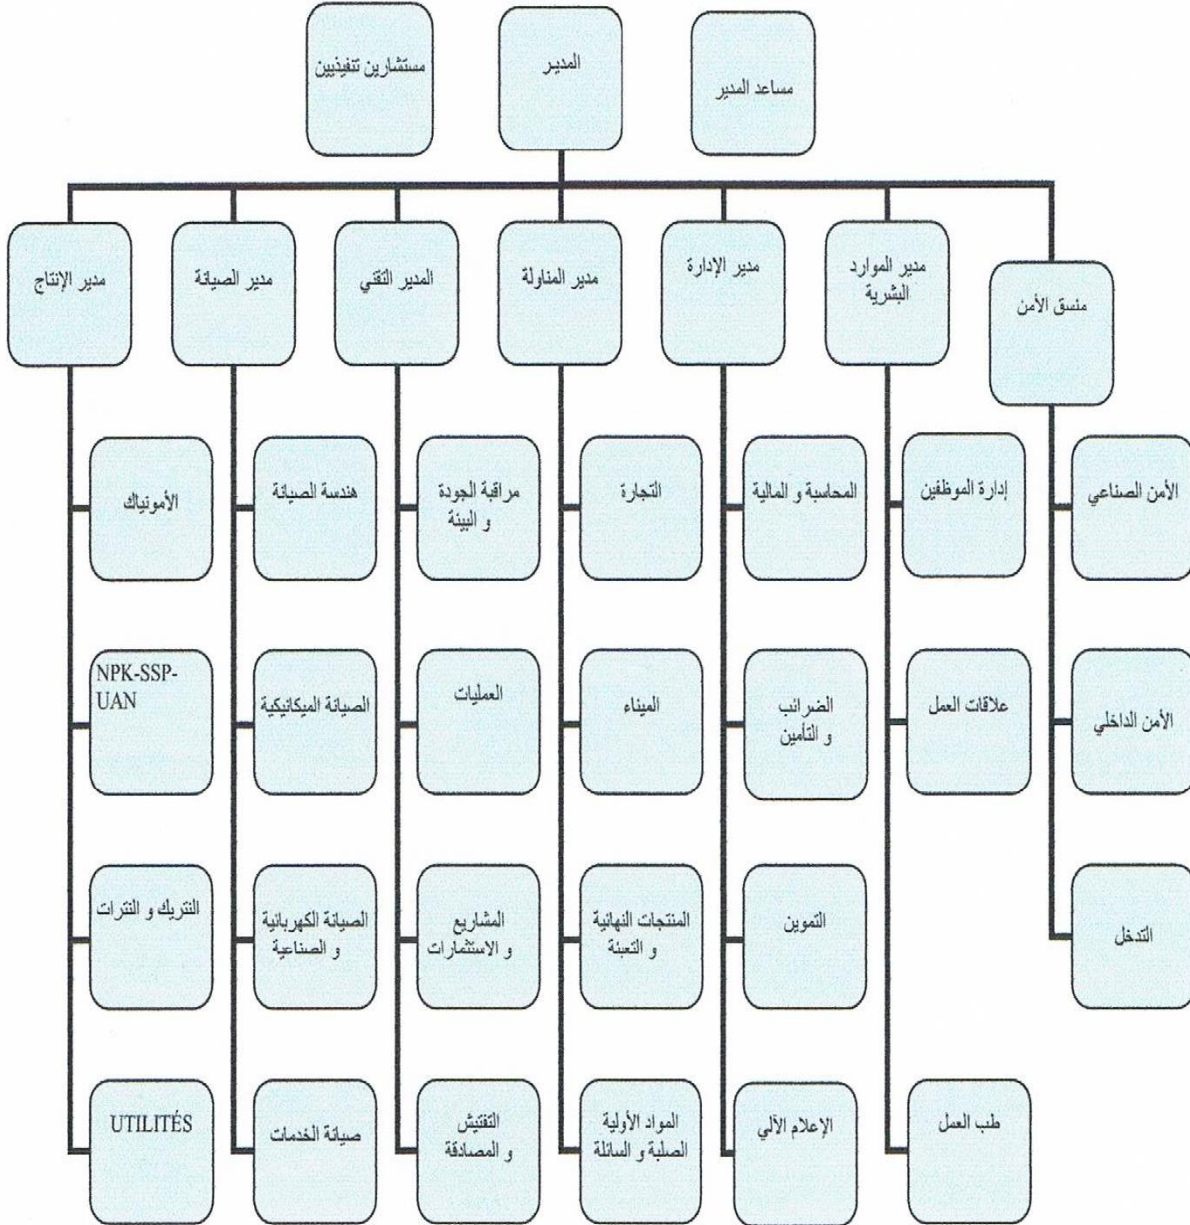 مساعد المدير
المديـر
مستشارين تنفيذيين
منسق الأمن
مدير الموارد
البشرية
مدير الإدارة
مدير المناولة
المدير التقني
مدير الصيانة
مدير الإنتاج
الأمن الصناعي
إدارة الموظفين
المحاسبة و المالية
التجارة
مراقبة الجودة
و البيئة
هندسة الصيانة
الأمونياك
الأمن الداخلي
علاقات العمل
الضرائب
و التأمين
الميناء
العمليات
الصيانة الميكانيكية
NPK-SSP-
UAN
التدخل
التموين
المنتجات النهائية
و التعبئة
المشاريع
و الاستثمارات
الصيانة الكهربائية
و الصناعية
النتريك و النترات
طب العمل
الإعلام الآلي
المواد الأولية
الصلبة و السائلة
التفتيش
و المصادقة
صيانة الخدمات
UTILITÉS